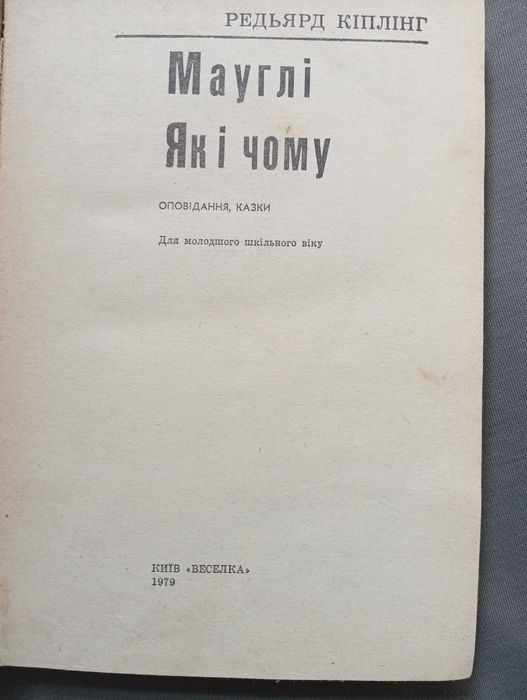 РЕДЬЯРД КІПЛІНГ
Мауглі
Як і чому
ОПОВІДАННЯ, КАЗКИ
Для молодшого шкільного віку
КИЇВ «ВЕСЕЛКА»
1979